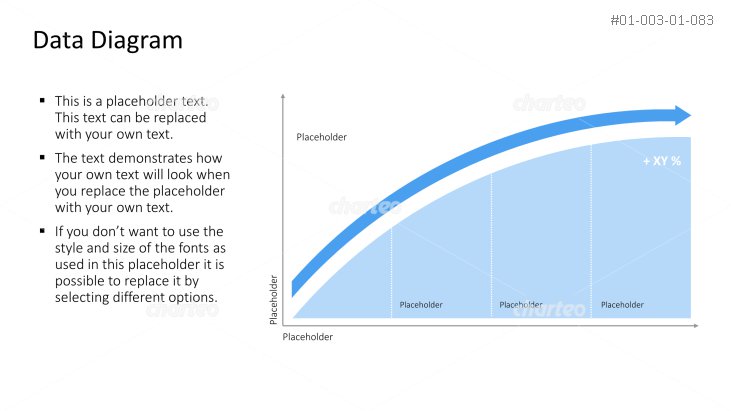 #01-003-01-083
Data Diagram
▪ This is a placeholder text.
This text can be replaced
with your own text.
▪ The text demonstrates how
your own text will look when
you replace the placeholder
with your own text.
▪ If you don’t want to use the
style and size of the fonts as
used in this placeholder it is
possible to replace it by
selecting different options.
Placeholder
+ XY %
Placeholder
Placeholder
Placeholder
Placeholder
Placeholder
charteo
charteo
charteo
charteo
charteo